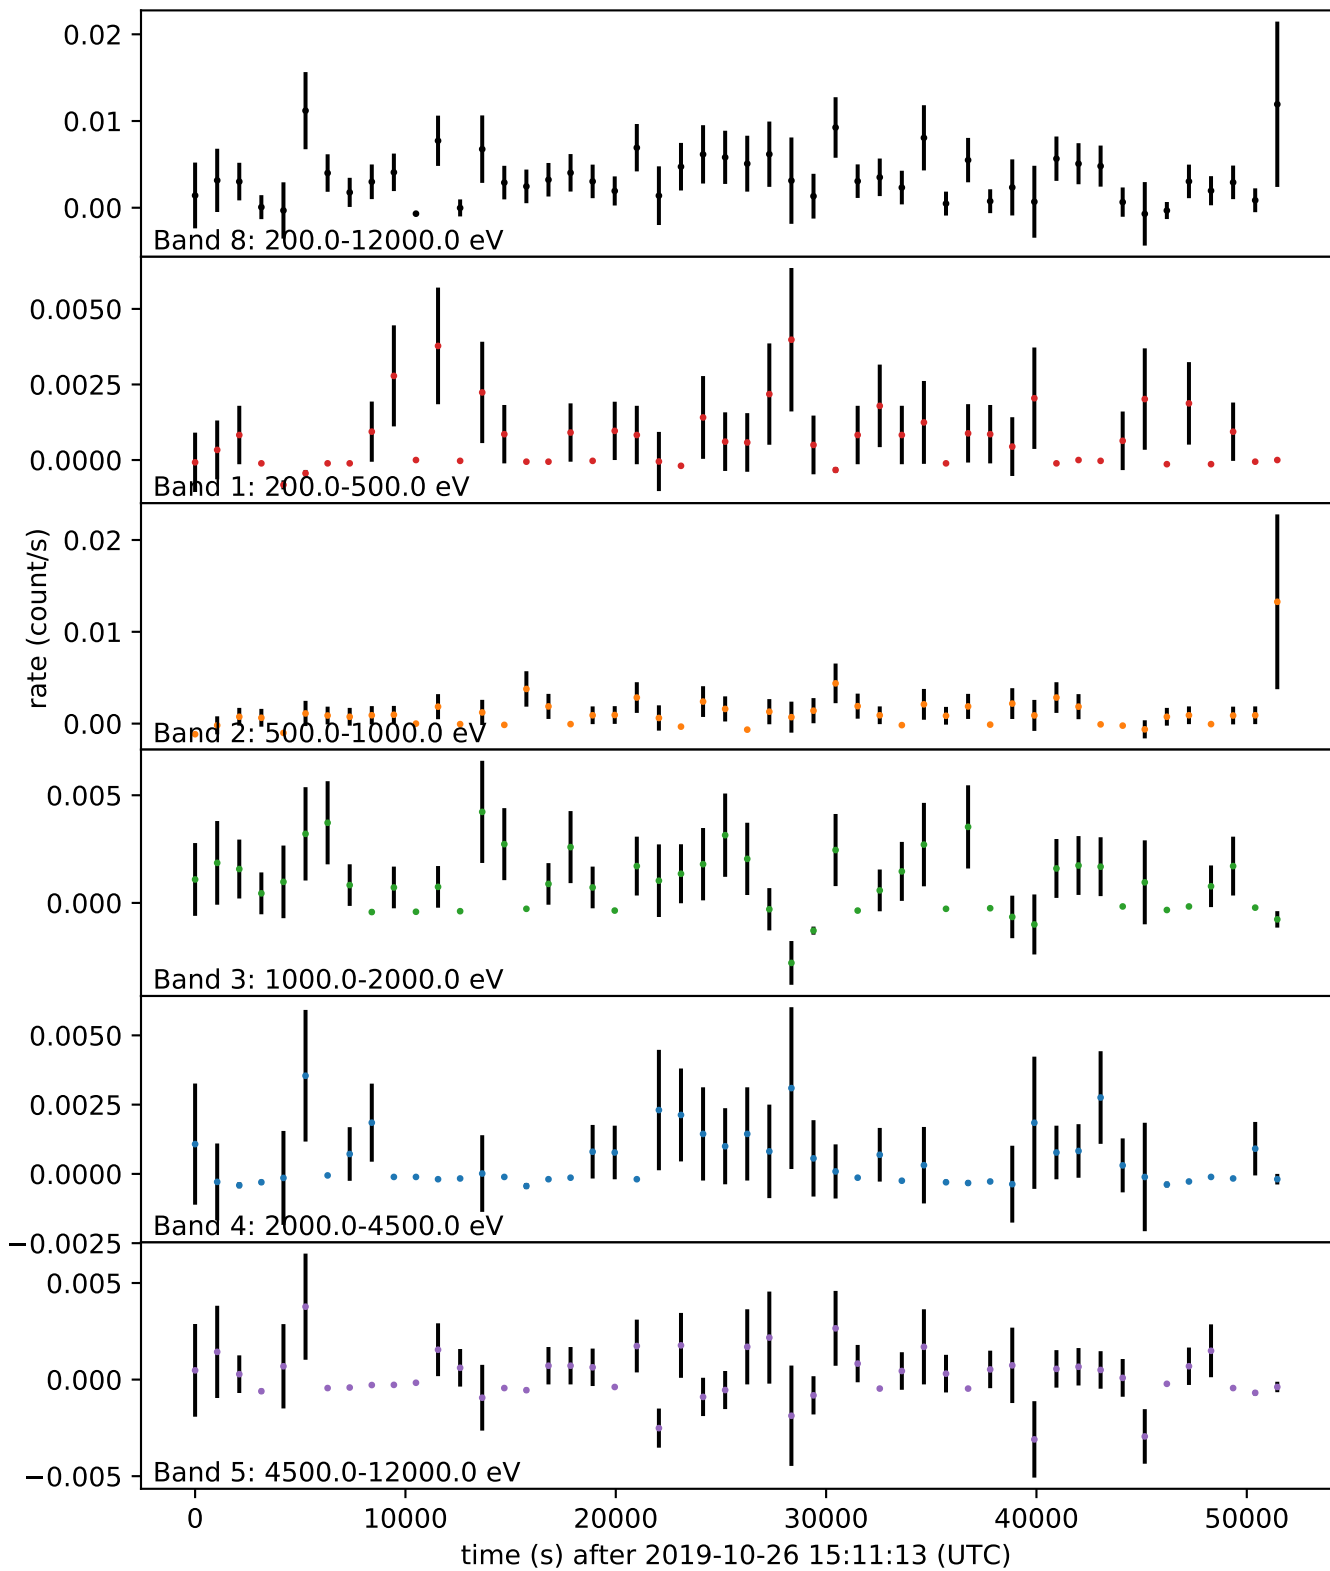 0.02
0.01
0.00
Band 8: 200.0-12000.0 eV
0.0050
0.0025
0.0000
Band 1: 200.0-500.0 eV
rate (count/s)
0.02
0.01
0.00
Band 2: 500.0-1000.0 eV
0.005
0.000
Band 3: 1000.0-2000.0 eV
0.0050
0.0025
0.0000
−0.0025
Band 4: 2000.0-4500.0 eV
0.005
0.000
−0.005
Band 5: 4500.0-12000.0 eV
0 10000 20000 30000 40000 50000
time (s) after 2019-10-26 15:11:13 (UTC)